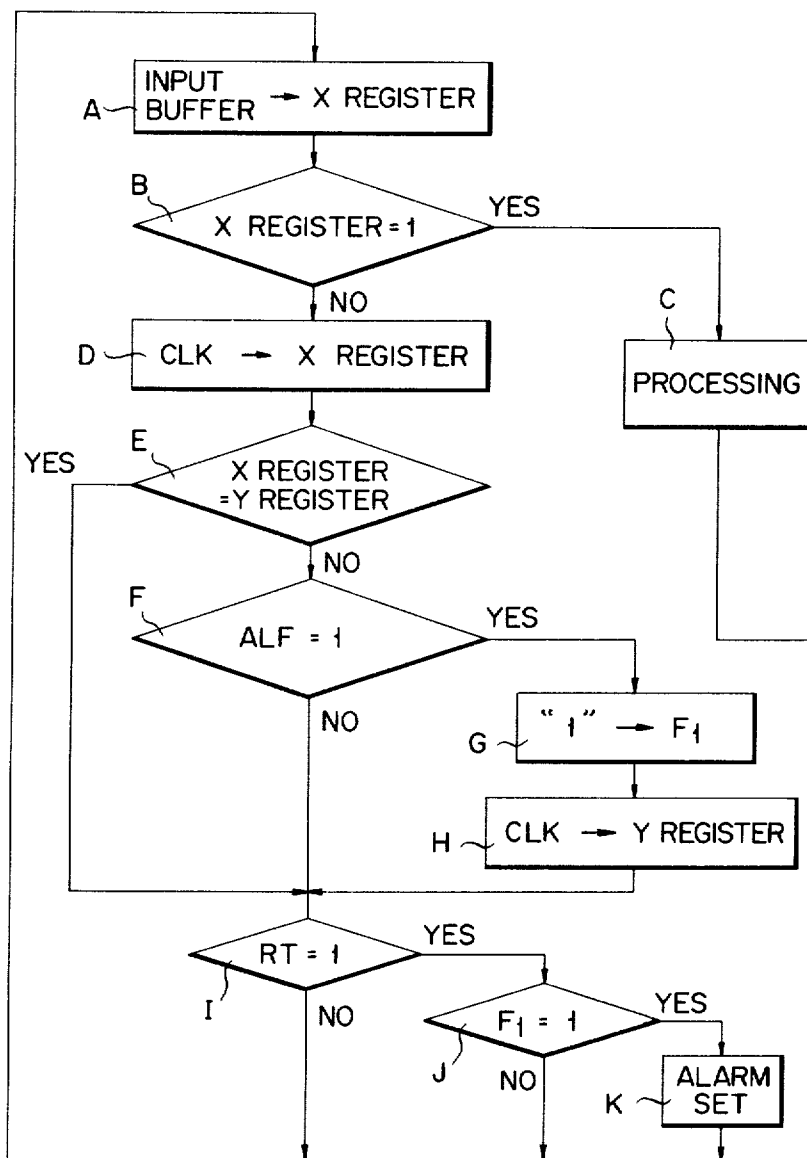 INPUT
BUFFER → X REGISTER
A
B
X REGISTER = 1
YES
NO
C
PROCESSING
D
CLK → X REGISTER
E
YES
X REGISTER
=Y REGISTER
NO
F
ALF = 1
YES
NO
G
"1" → F1
H
CLK → Y REGISTER
RT = 1
YES
I
NO
F1 = 1
YES
J
NO
K
ALARM
SET